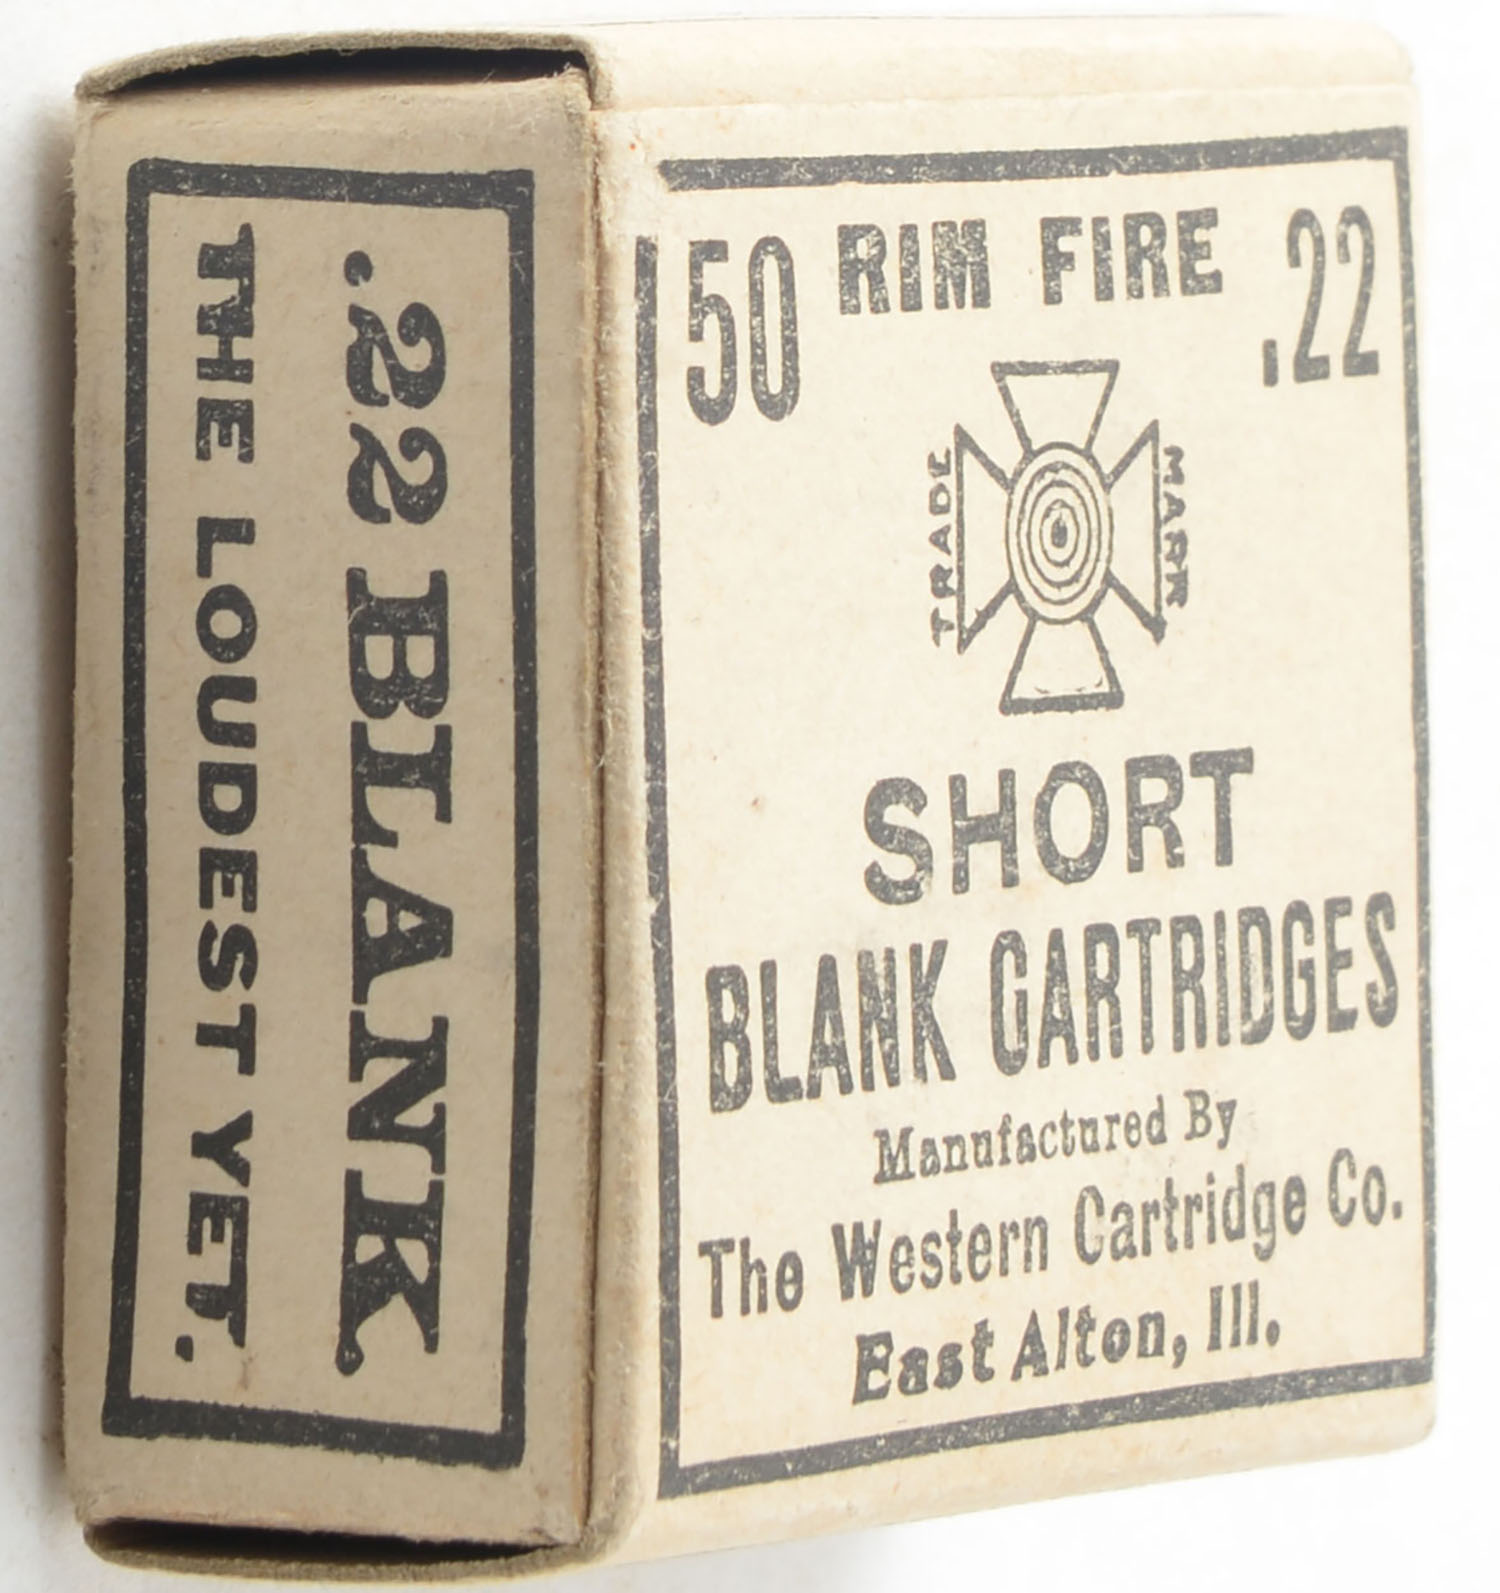 .22 BLANK
THE LOUDEST YET.
50 RIM FIRE .22
TRADE MARK
SHORT
BLANK CARTRIDGES
Manufactured By
The Western Cartridge Co.
East Alton, Ill.